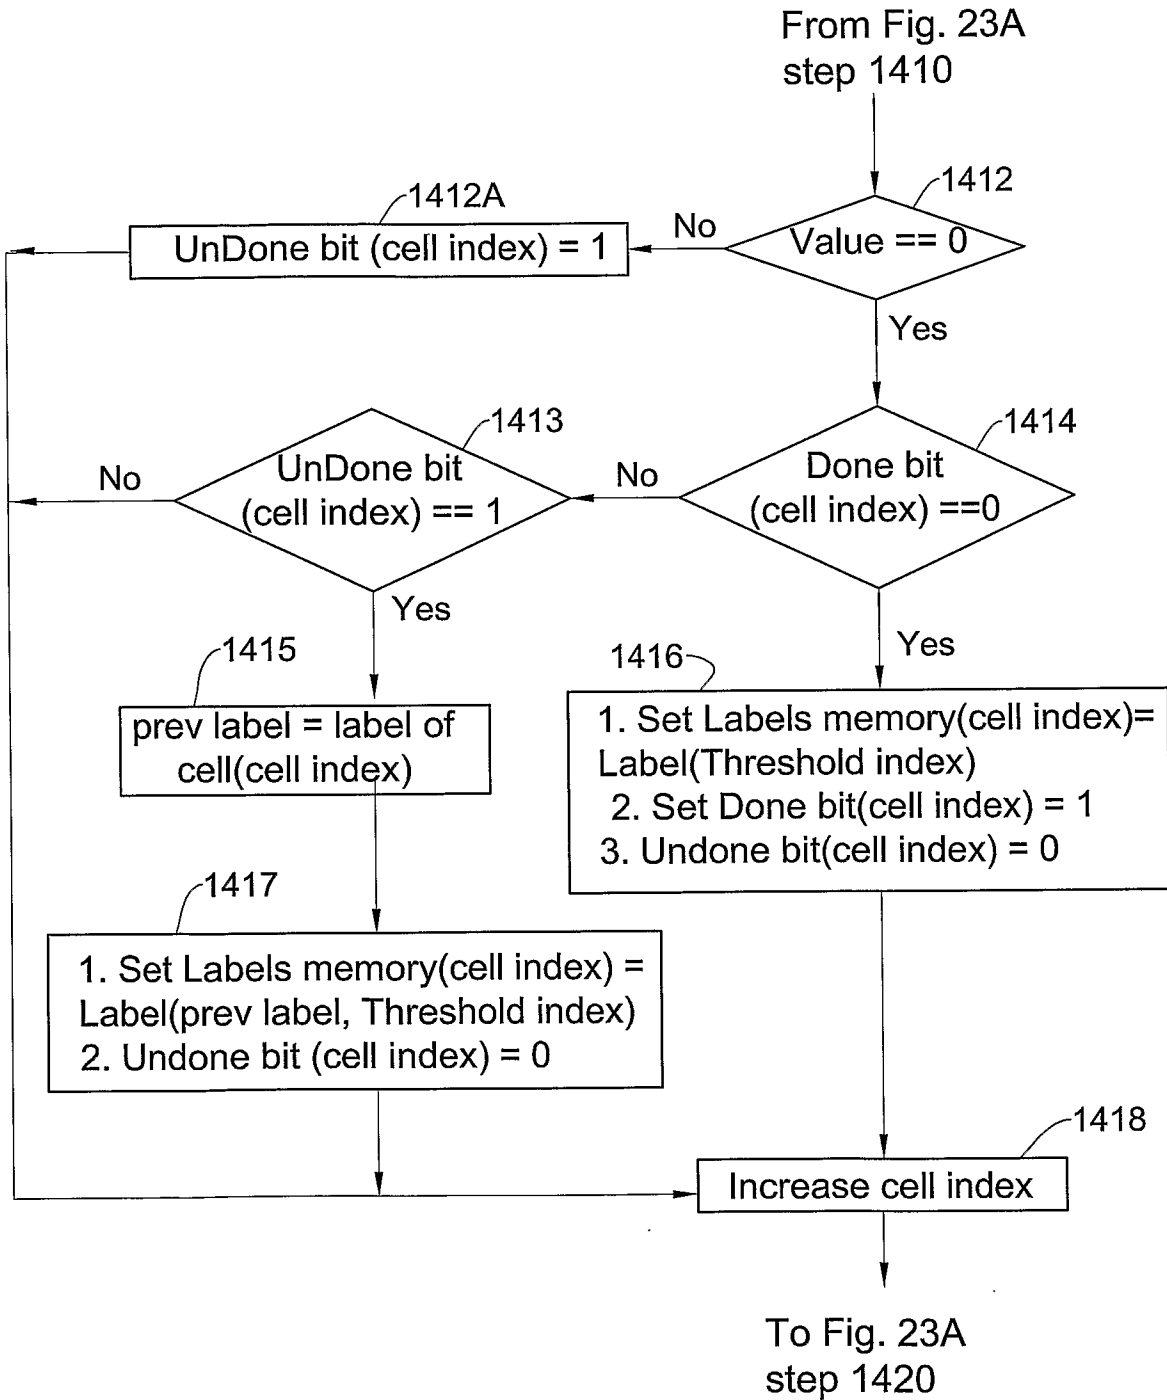 From Fig. 23A
step 1410
1412A
1412
UnDone bit (cell index) = 1
No
Value == 0
Yes
1413
1414
No
UnDone bit
(cell index) == 1
No
Done bit
(cell index) ==0
Yes
Yes
1415
prev label = label of
cell(cell index)
1416
1. Set Labels memory(cell index)=
Label(Threshold index)
2. Set Done bit(cell index) = 1
3. Undone bit(cell index) = 0
1417
1. Set Labels memory(cell index) =
Label(prev label, Threshold index)
2. Undone bit (cell index) = 0
1418
Increase cell index
To Fig. 23A
step 1420